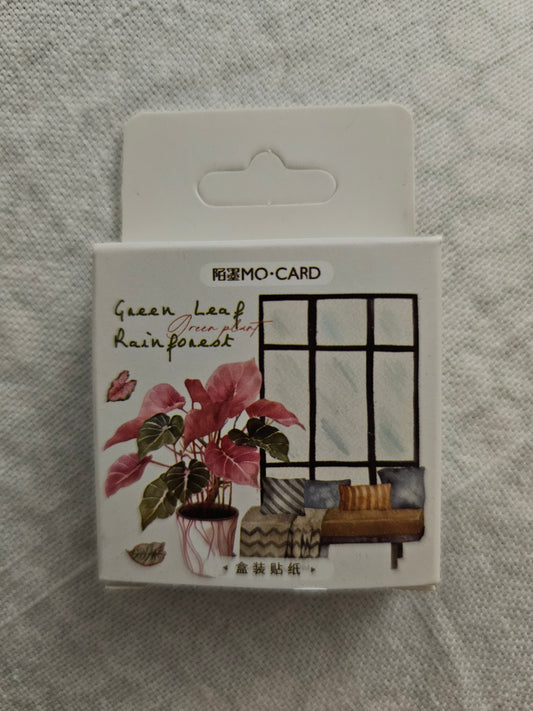 陌墨MO·CARD
Green Leaf
Green plant
Rainforest
盒装贴纸